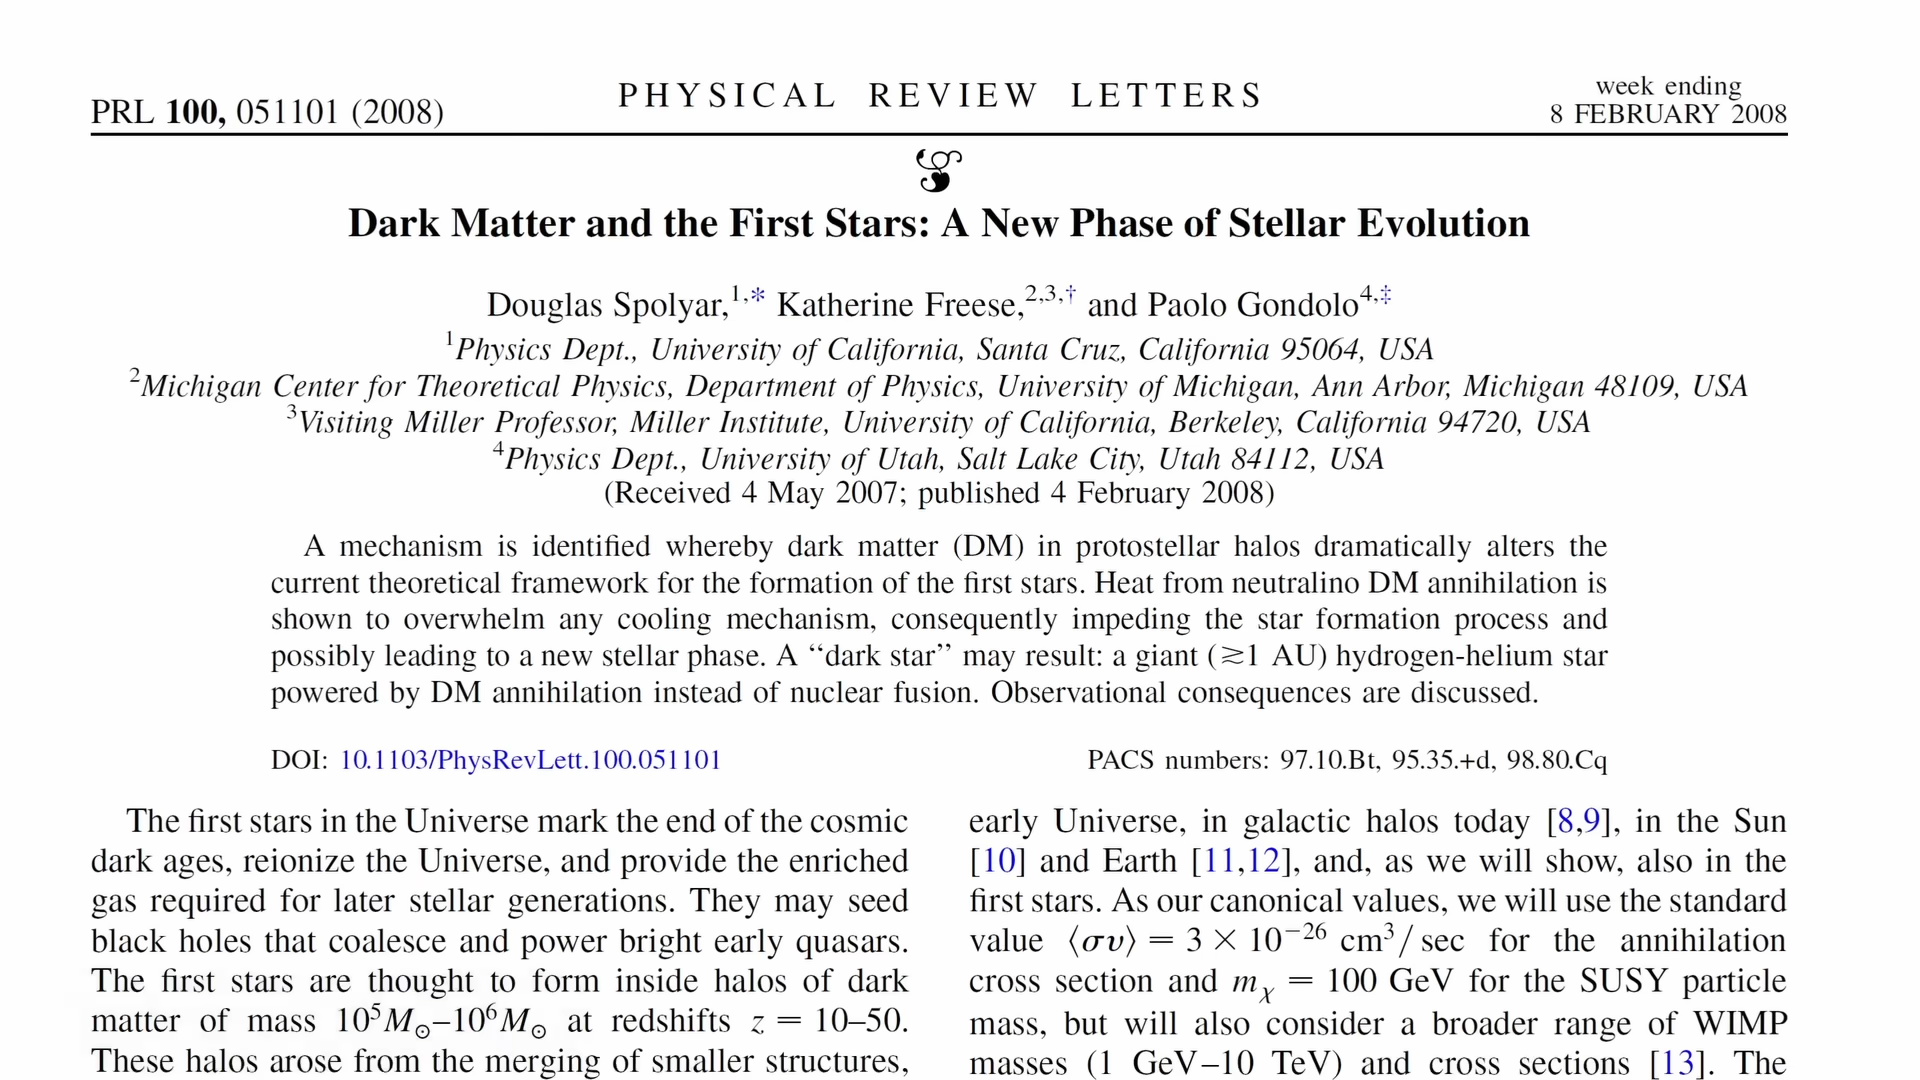 PRL 100, 051101 (2008)
PHYSICAL REVIEW LETTERS
week ending
8 FEBRUARY 2008
Dark Matter and the First Stars: A New Phase of Stellar Evolution
Douglas Spolyar,1,* Katherine Freese,2,3,† and Paolo Gondolo4,‡
1Physics Dept., University of California, Santa Cruz, California 95064, USA
2Michigan Center for Theoretical Physics, Department of Physics, University of Michigan, Ann Arbor, Michigan 48109, USA
3Visiting Miller Professor, Miller Institute, University of California, Berkeley, California 94720, USA
4Physics Dept., University of Utah, Salt Lake City, Utah 84112, USA
(Received 4 May 2007; published 4 February 2008)
A mechanism is identified whereby dark matter (DM) in protostellar halos dramatically alters the
current theoretical framework for the formation of the first stars. Heat from neutralino DM annihilation is
shown to overwhelm any cooling mechanism, consequently impeding the star formation process and
possibly leading to a new stellar phase. A ‘‘dark star’’ may result: a giant (≳1 AU) hydrogen-helium star
powered by DM annihilation instead of nuclear fusion. Observational consequences are discussed.
DOI: 10.1103/PhysRevLett.100.051101
PACS numbers: 97.10.Bt, 95.35.+d, 98.80.Cq
The first stars in the Universe mark the end of the cosmic
dark ages, reionize the Universe, and provide the enriched
gas required for later stellar generations. They may seed
black holes that coalesce and power bright early quasars.
The first stars are thought to form inside halos of dark
matter of mass 10⁵M⊙–10⁶M⊙ at redshifts z = 10–50.
These halos arose from the merging of smaller structures,
early Universe, in galactic halos today [8,9], in the Sun
[10] and Earth [11,12], and, as we will show, also in the
first stars. As our canonical values, we will use the standard
value ⟨σv⟩ = 3 × 10⁻²⁶ cm³/sec for the annihilation
cross section and mχ = 100 GeV for the SUSY particle
mass, but will also consider a broader range of WIMP
masses (1 GeV–10 TeV) and cross sections [13]. The